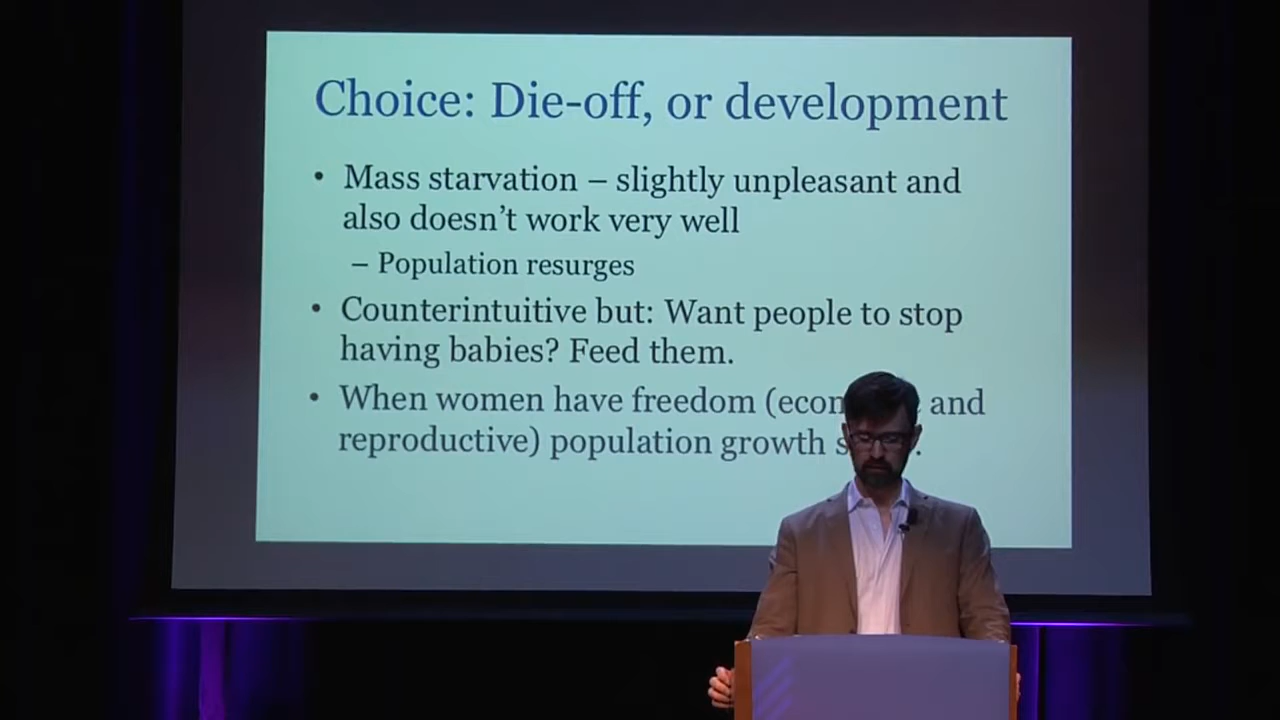 Choice: Die-off, or development
• Mass starvation – slightly unpleasant and
also doesn’t work very well
– Population resurges
• Counterintuitive but: Want people to stop
having babies? Feed them.
• When women have freedom (econ and
reproductive) population growth